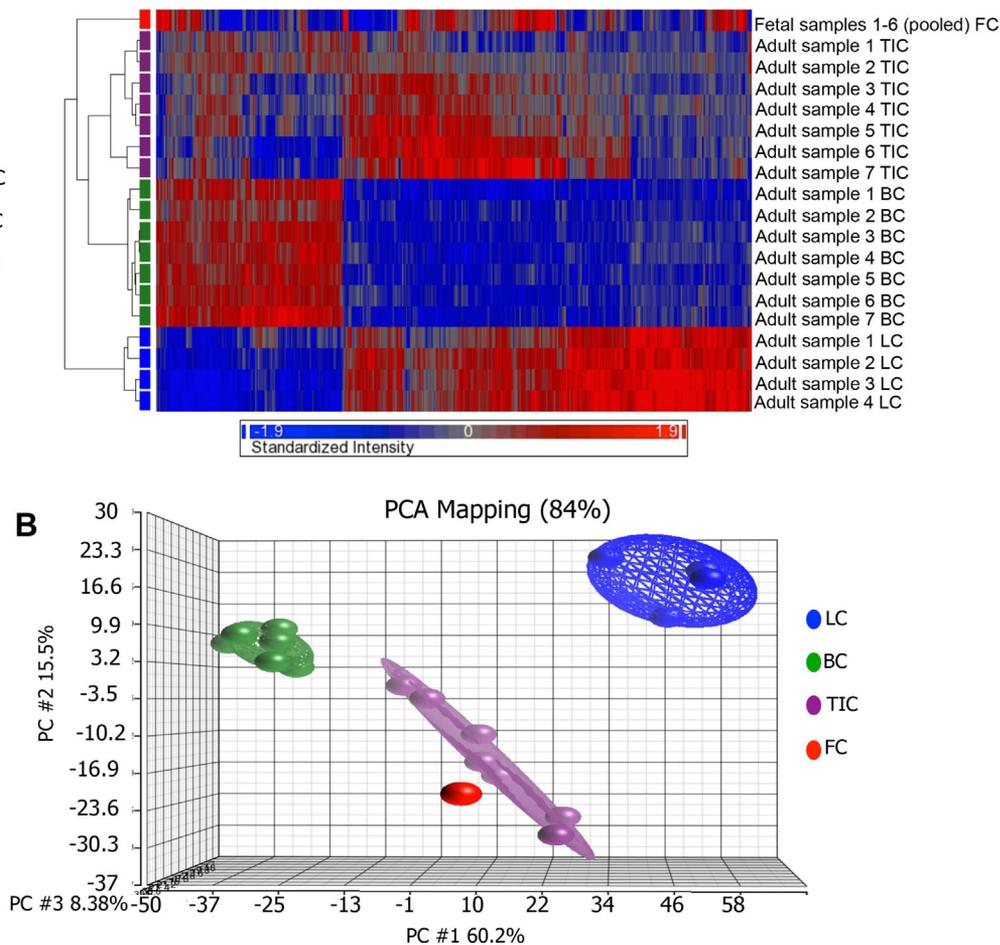 Fetal samples 1-6 (pooled) FC
Adult sample 1 TIC
Adult sample 2 TIC
C
Adult sample 3 TIC
Adult sample 4 TIC
Adult sample 5 TIC
Adult sample 6 TIC
Adult sample 7 TIC
Adult sample 1 BC
Adult sample 2 BC
Adult sample 3 BC
Adult sample 4 BC
Adult sample 5 BC
Adult sample 6 BC
Adult sample 7 BC
Adult sample 1 LC
Adult sample 2 LC
Adult sample 3 LC
Adult sample 4 LC
-1.9 0 1.9
Standardized Intensity
B
PCA Mapping (84%)
30
23.3
16.6
9.9
3.2
-3.5
-10.2
-16.9
-23.6
-30.3
-37
PC #2 15.5%
LC
BC
TIC
FC
PC #3 8.38%
-50 -37 -25 -13 -1 10 22 34 46 58
PC #1 60.2%